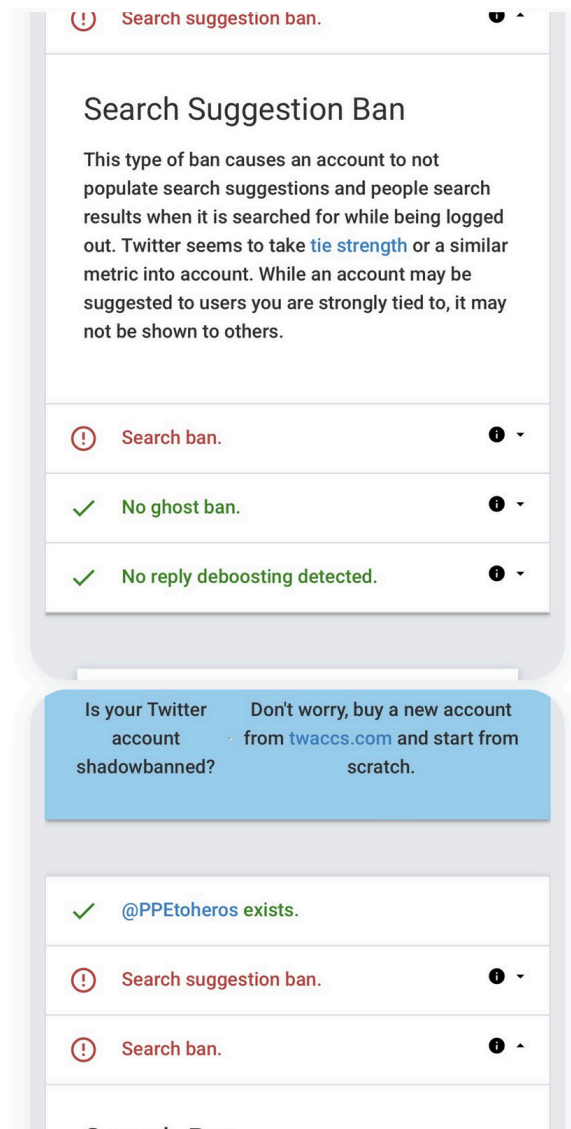 Search suggestion ban.
Search Suggestion Ban
This type of ban causes an account to not
populate search suggestions and people search
results when it is searched for while being logged
out. Twitter seems to take tie strength or a similar
metric into account. While an account may be
suggested to users you are strongly tied to, it may
not be shown to others.
Search ban.
No ghost ban.
No reply deboosting detected.
Is your Twitter
account
shadowbanned?
Don't worry, buy a new account
from twaccs.com and start from
scratch.
@PPEtoheros exists.
Search suggestion ban.
Search ban.